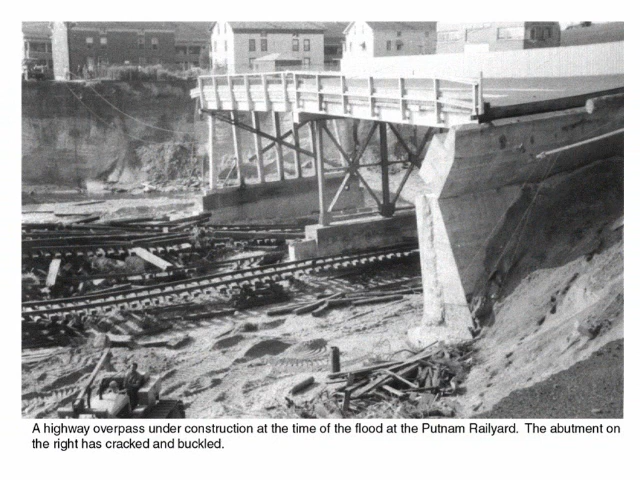 A highway overpass under construction at the time of the flood at the Putnam Railyard.  The abutment on
the right has cracked and buckled.